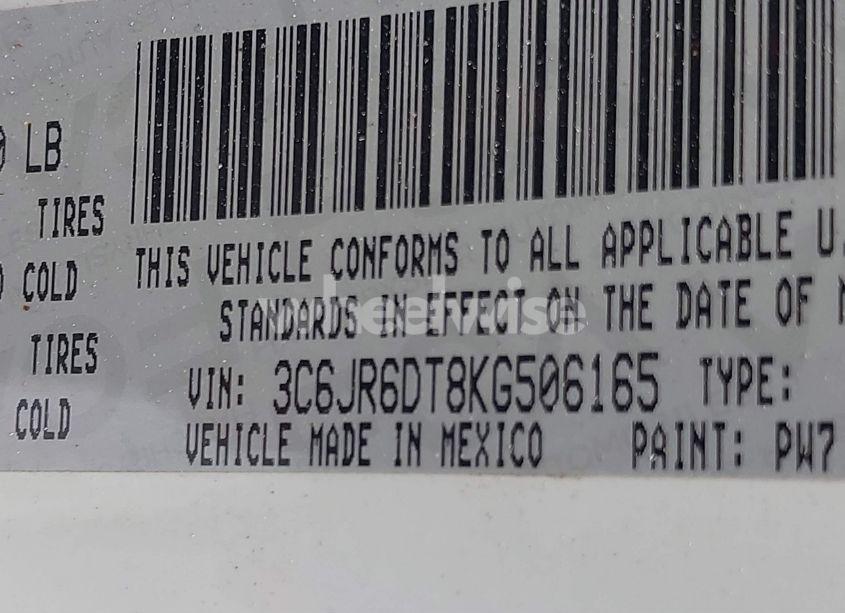 LB
TIRES
COLD
TIRES
COLD
THIS VEHICLE CONFORMS TO ALL APPLICABLE U.
STANDARDS IN EFFECT ON THE DATE OF
VIN: 3C6JR6DT8KG506165 TYPE:
VEHICLE MADE IN MEXICO PAINT: PW7
wheelwise